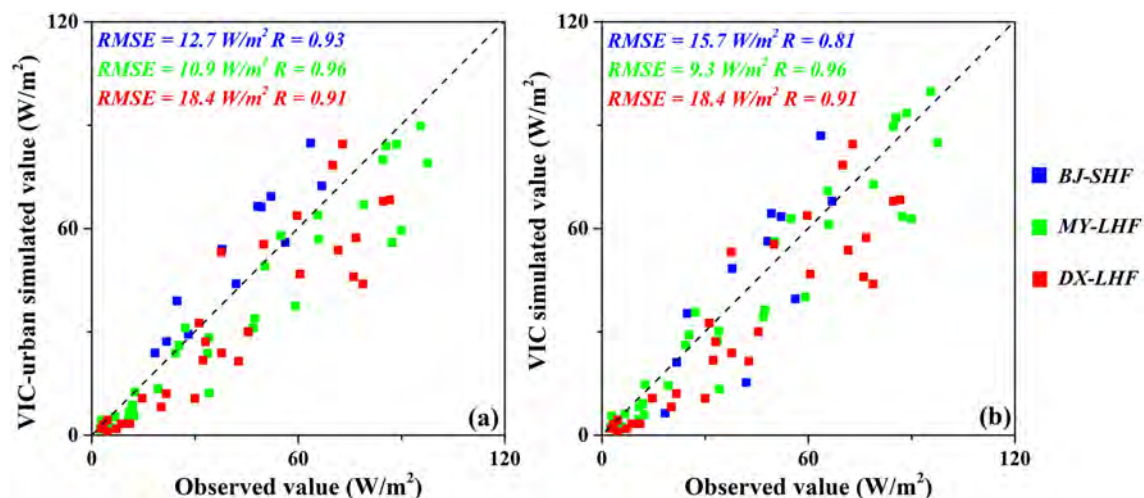 120
RMSE = 12.7 W/m² R = 0.93
RMSE = 10.9 W/m² R = 0.96
RMSE = 18.4 W/m² R = 0.91
VIC-urban simulated value (W/m²)
60
0
(a)
0 60 120
Observed value (W/m²)
120
RMSE = 15.7 W/m² R = 0.81
RMSE = 9.3 W/m² R = 0.96
RMSE = 18.4 W/m² R = 0.91
VIC simulated value (W/m²)
60
0
(b)
0 60 120
Observed value (W/m²)
BJ-SHF
MY-LHF
DX-LHF